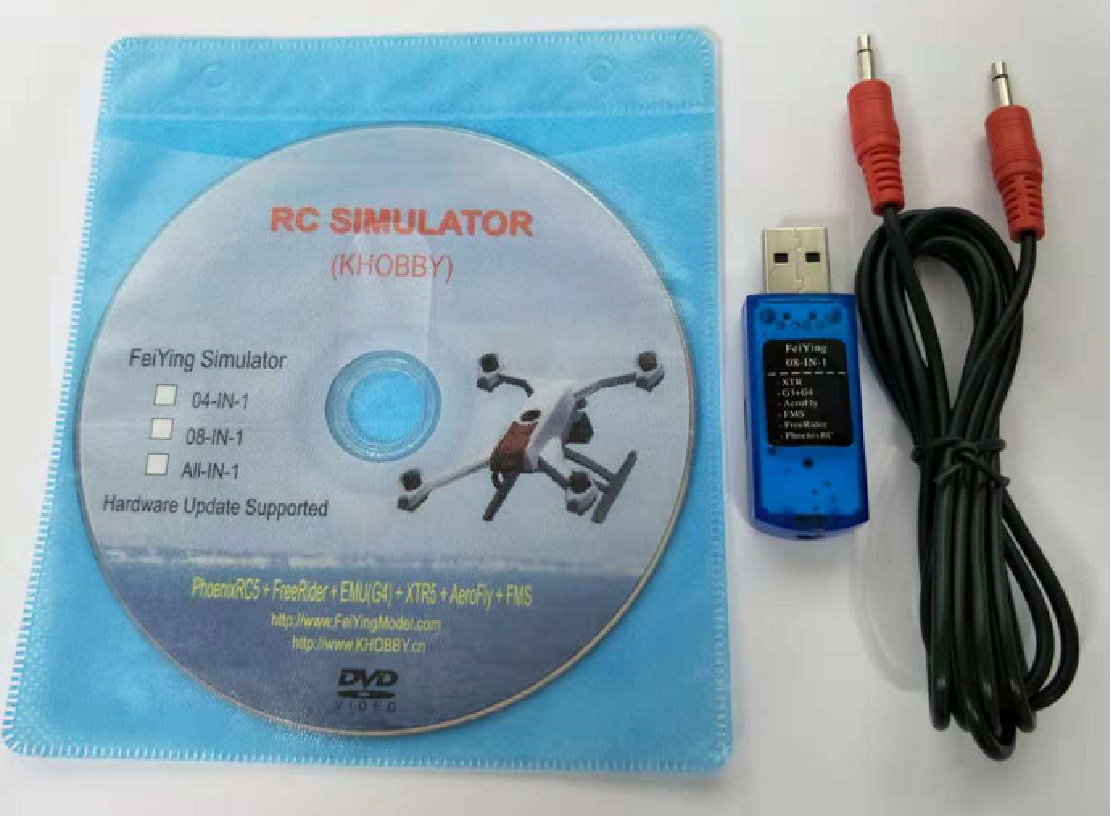 RC SIMULATOR
(KHOBBY)
FeiYing Simulator
04-IN-1
08-IN-1
All-IN-1
Hardware Update Supported
PhoenixRC5 + FreeRider + EMU(G4) + XTR5 + AeroFly + FMS
http://www.FeiYingModel.com
http://www.KHOBBY.cn
DVD
VIDEO
FeiYing
08-IN-1
- XTR
- G3+G4
- AeroFly
- FMS
- FreeRider
- PhoenixRC